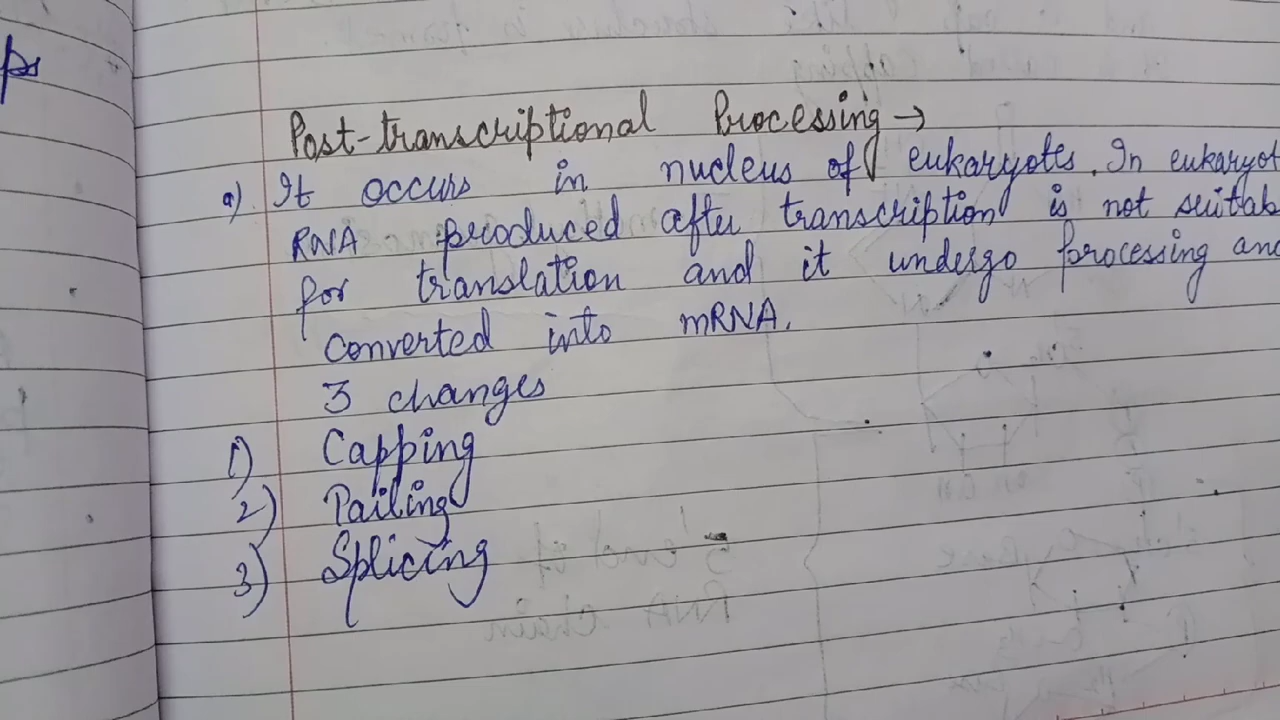 Post-transcriptional Processing →
a) It occurs in nucleus of eukaryotes. In eukaryot
RNA produced after transcription is not suitab
for translation and it undergo processing and
converted into mRNA.
3 changes
1) Capping
2) Pailing
3) Splicing